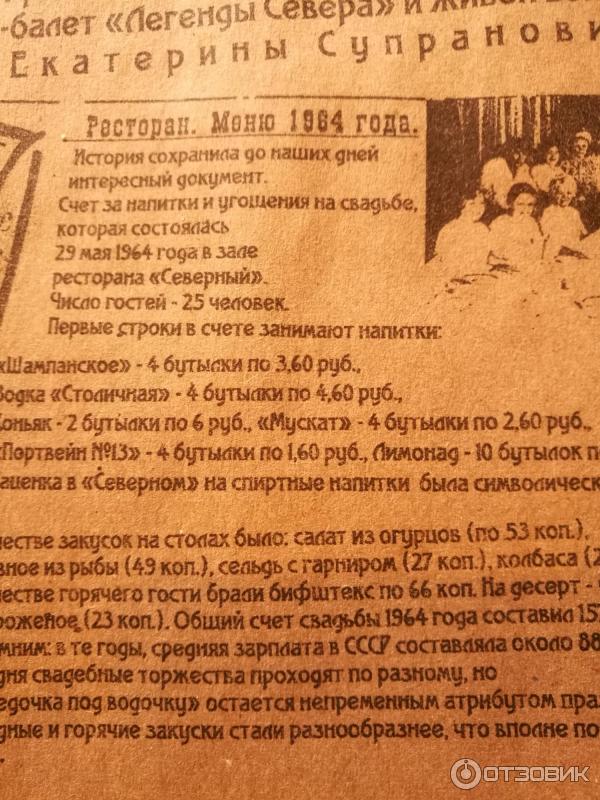 -балет «Легенды Севера» и
Екатерины Супранови
Ресторан. Меню 1964 года.
История сохранила до наших дней
интересный документ.
Счет за напитки и угощения на свадьбе,
которая состоялась
29 мая 1964 года в зале
ресторана «Северный».
Число гостей - 25 человек.
Первые строки в счете занимают напитки:
«Шампанское» - 4 бутылки по 3,60 руб.,
Водка «Столичная» - 4 бутылки по 4,60 руб.,
Коньяк - 2 бутылки по 6 руб., «Мускат» - 4 бутылки по 2,60 руб.,
«Портвейн №13» - 4 бутылки по 1,60 руб., Лимонад - 10 бутылок п
аценка в «Северном» на спиртные напитки была символическ
честве закусок на столах было: салат из огурцов (по 53 коп.),
вное из рыбы (49 коп.), сельдь с гарниром (27 коп.), колбаса (2
честве горячего гости брали бифштекс по 66 коп. На десерт -
роженое (23 коп.). Общий счет свадьбы 1964 года составил 157
мним: в те годы, средняя зарплата в СССР составляла около 88
дня свадебные торжества проходят по разному, но
едочка под водочку» остается непременным атрибутом праз
дные и горячие закуски стали разнообразнее, что вполне по
ОТЗОВИК